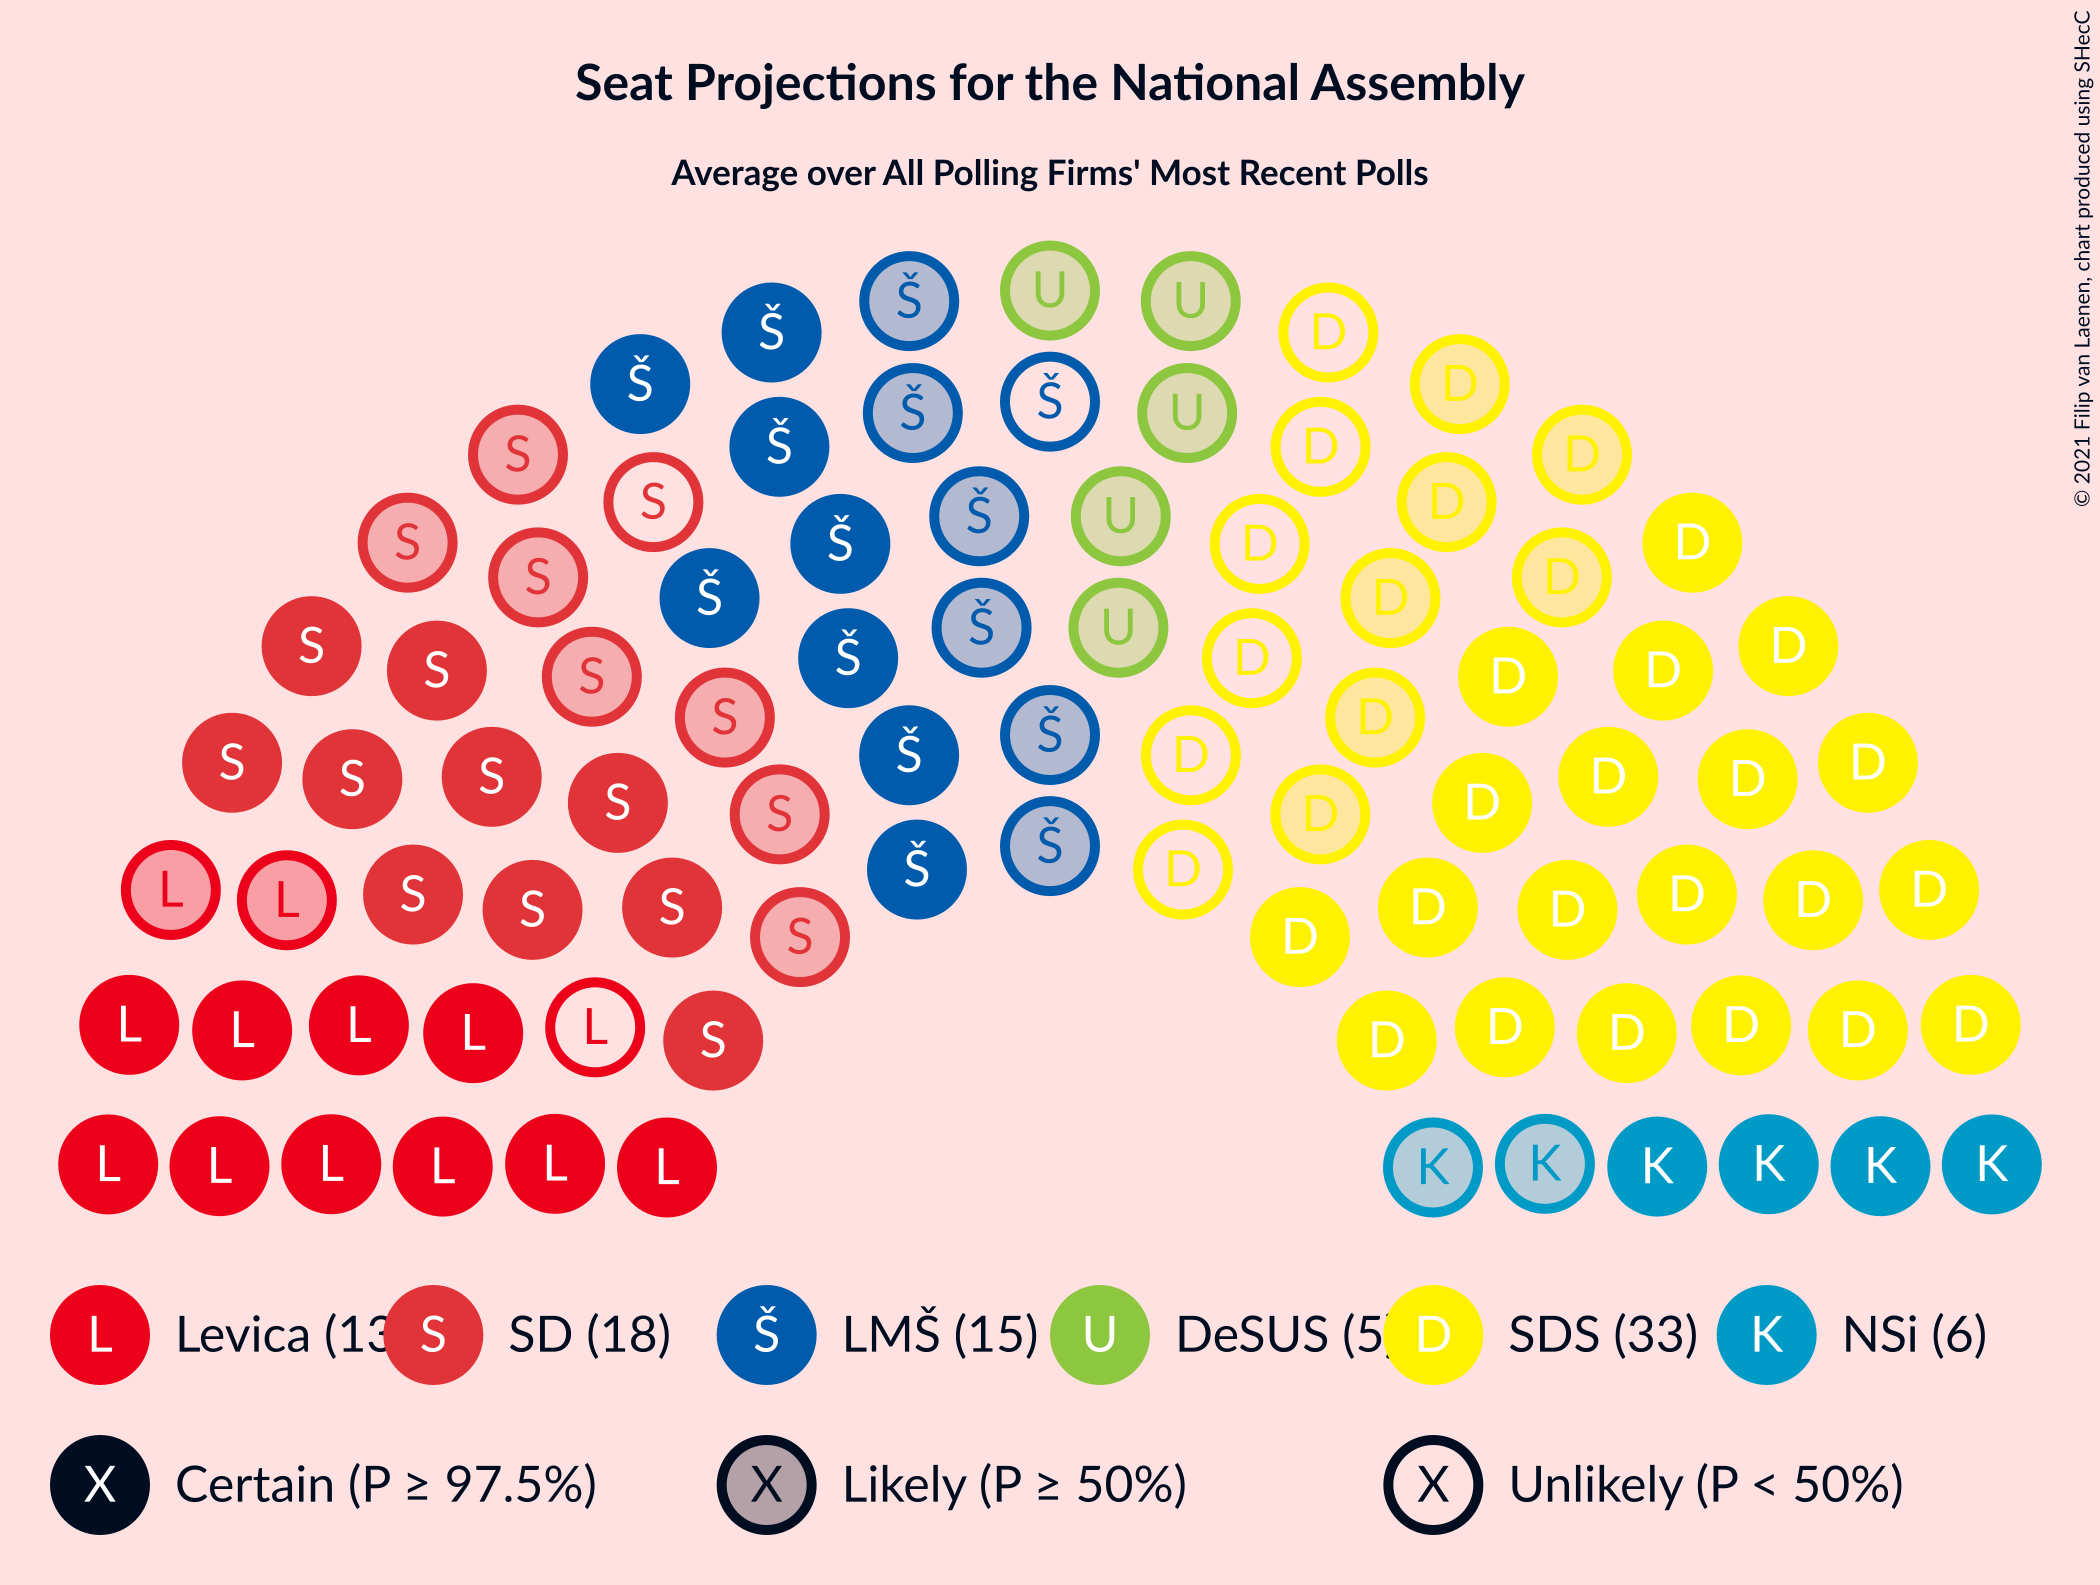 Seat Projections for the National Assembly
Average over All Polling Firms' Most Recent Polls
© 2021 Filip van Laenen, chart produced using SHecC
Š U U
Š D
Š D
Š Š U
Š D
S D
S D
Š U
S Š D D
S D
Š D
Š U
S D
Š D
S S D D
S D
Š
S Š D D
S S D D
S D
S D
Š
Š D
L L S S S D D D D D
S D
L L L L L S D D D D D D
L L L L L L K K K K K K
L Levica (13 S SD (18) Š LMŠ (15) U DeSUS (5 D SDS (33) K NSi (6)
X Certain (P ≥ 97.5%) X Likely (P ≥ 50%) X Unlikely (P < 50%)